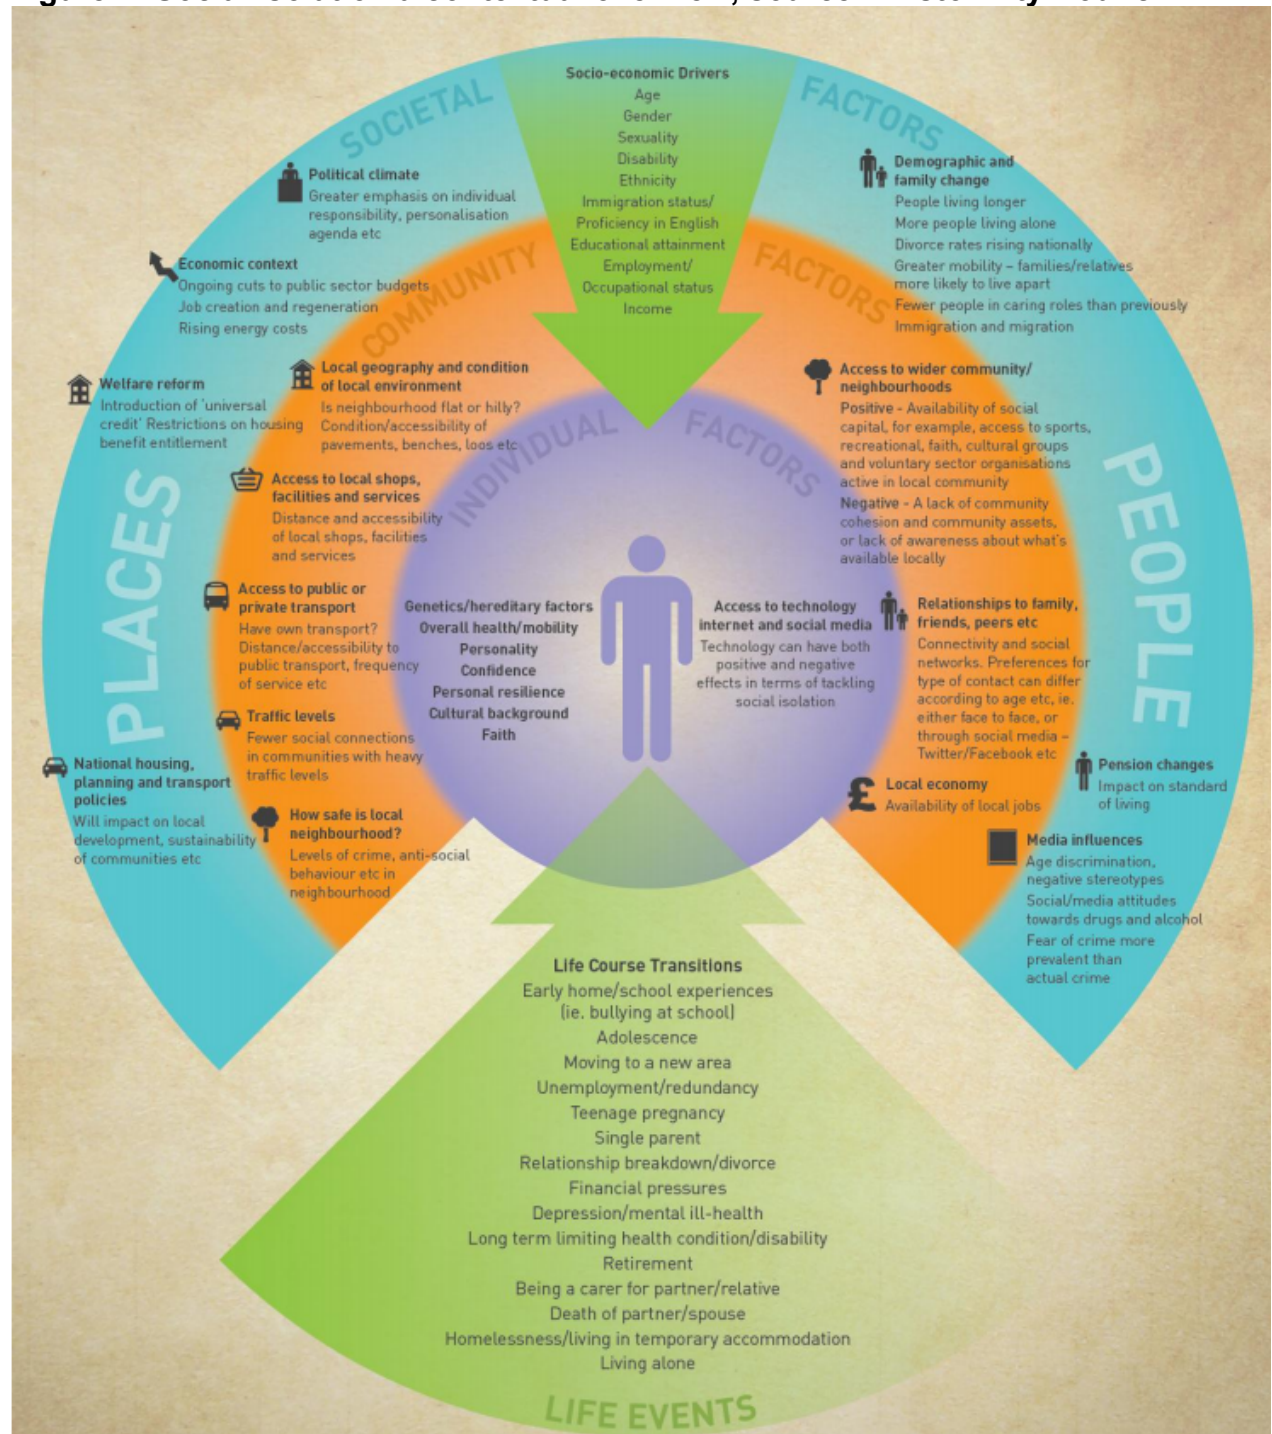 SOCIETAL FACTORS
Socio-economic Drivers
Age
Gender
Sexuality
Disability
Ethnicity
Immigration status/
Proficiency in English
Educational attainment
Employment/
Occupational status
Income
Political climate
Greater emphasis on individual
responsibility, personalisation
agenda etc
Economic context
Ongoing cuts to public sector budgets
Job creation and regeneration
Rising energy costs
Welfare reform
Introduction of 'universal
credit' Restrictions on housing
benefit entitlement
PLACES
National housing,
planning and transport
policies
Will impact on local
development, sustainability
of communities etc
Demographic and
family change
People living longer
More people living alone
Divorce rates rising nationally
Greater mobility – families/relatives
more likely to live apart
Fewer people in caring roles than previously
Immigration and migration
PEOPLE
Pension changes
Impact on standard
of living
Media influences
Age discrimination,
negative stereotypes
Social/media attitudes
towards drugs and alcohol
Fear of crime more
prevalent than
actual crime
COMMUNITY FACTORS
Local geography and condition
of local environment
Is neighbourhood flat or hilly?
Condition/accessibility of
pavements, benches, loos etc
Access to local shops,
facilities and services
Distance and accessibility
of local shops, facilities
and services
Access to public or
private transport
Have own transport?
Distance/accessibility to
public transport, frequency
of service etc
Traffic levels
Fewer social connections
in communities with heavy
traffic levels
How safe is local
neighbourhood?
Levels of crime, anti-social
behaviour etc in
neighbourhood
Access to wider community/
neighbourhoods
Positive - Availability of social
capital, for example, access to sports,
recreational, faith, cultural groups
and voluntary sector organisations
active in local community
Negative - A lack of community
cohesion and community assets,
or lack of awareness about what's
available locally
Relationships to family,
friends, peers etc
Connectivity and social
networks. Preferences for
type of contact can differ
according to age etc, ie.
either face to face, or
through social media –
Twitter/Facebook etc
£
Local economy
Availability of local jobs
INDIVIDUAL FACTORS
Genetics/hereditary factors
Overall health/mobility
Personality
Confidence
Personal resilience
Cultural background
Faith
Access to technology
internet and social media
Technology can have both
positive and negative
effects in terms of tackling
social isolation
Life Course Transitions
Early home/school experiences
(ie. bullying at school)
Adolescence
Moving to a new area
Unemployment/redundancy
Teenage pregnancy
Single parent
Relationship breakdown/divorce
Financial pressures
Depression/mental ill-health
Long term limiting health condition/disability
Retirement
Being a carer for partner/relative
Death of partner/spouse
Homelessness/living in temporary accommodation
Living alone
LIFE EVENTS